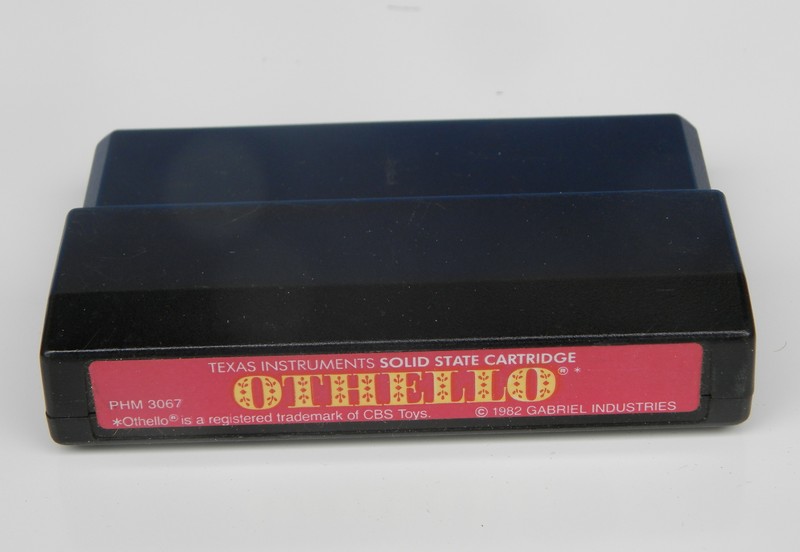 TEXAS INSTRUMENTS SOLID STATE CARTRIDGE
OTHELLO® *
PHM 3067
*Othello® is a registered trademark of CBS Toys. © 1982 GABRIEL INDUSTRIES